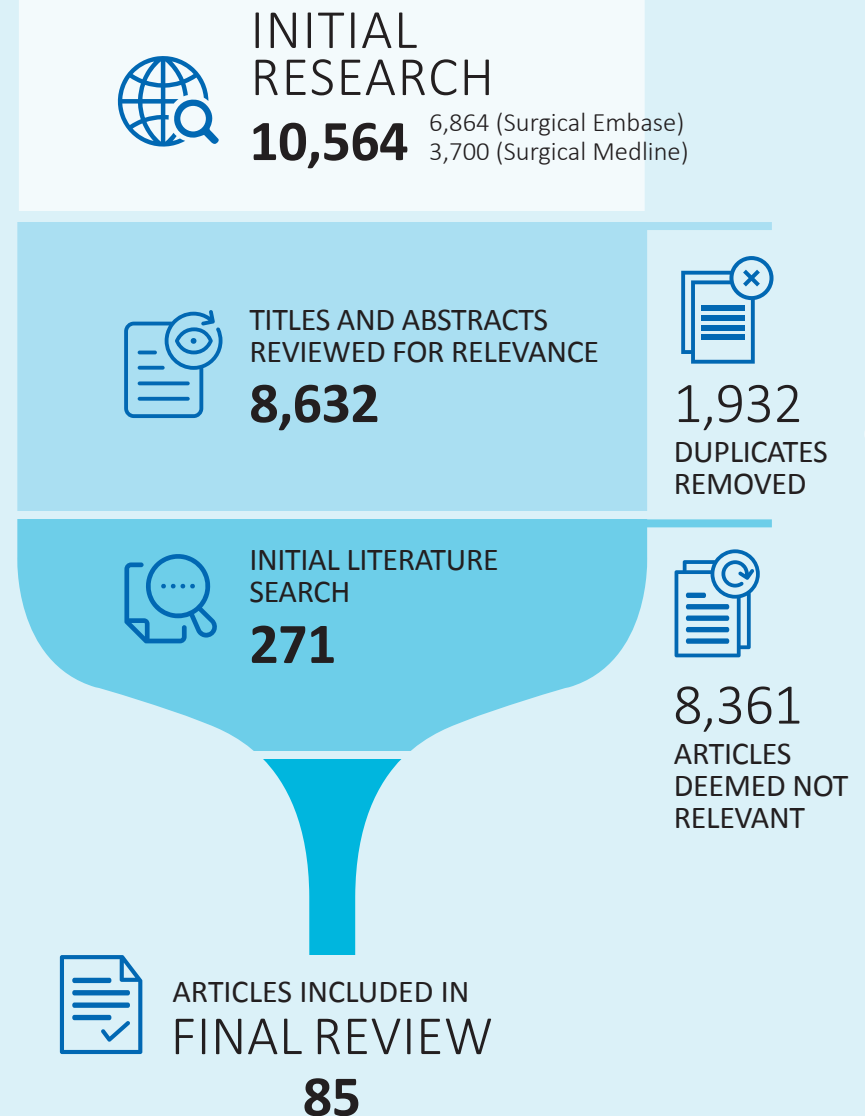 INITIAL
RESEARCH
10,564
6,864 (Surgical Embase)
3,700 (Surgical Medline)
TITLES AND ABSTRACTS
REVIEWED FOR RELEVANCE
8,632
1,932
DUPLICATES
REMOVED
INITIAL LITERATURE
SEARCH
271
8,361
ARTICLES
DEEMED NOT
RELEVANT
ARTICLES INCLUDED IN
FINAL REVIEW
85